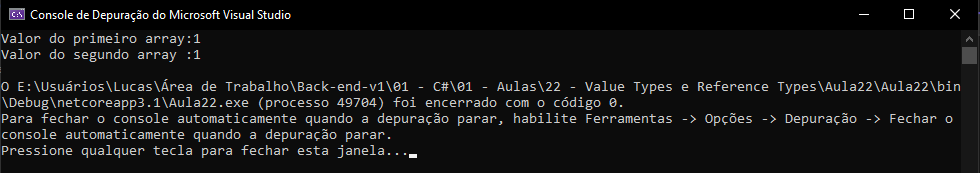 Console de Depuração do Microsoft Visual Studio
Valor do primeiro array:1
Valor do segundo array :1
O E:\Usuários\Lucas\Área de Trabalho\Back-end-v1\01 - C#\01 - Aulas\22 - Value Types e Reference Types\Aula22\Aula22\bin
\Debug\netcoreapp3.1\Aula22.exe (processo 49704) foi encerrado com o código 0.
Para fechar o console automaticamente quando a depuração parar, habilite Ferramentas -> Opções -> Depuração -> Fechar o
console automaticamente quando a depuração parar.
Pressione qualquer tecla para fechar esta janela...